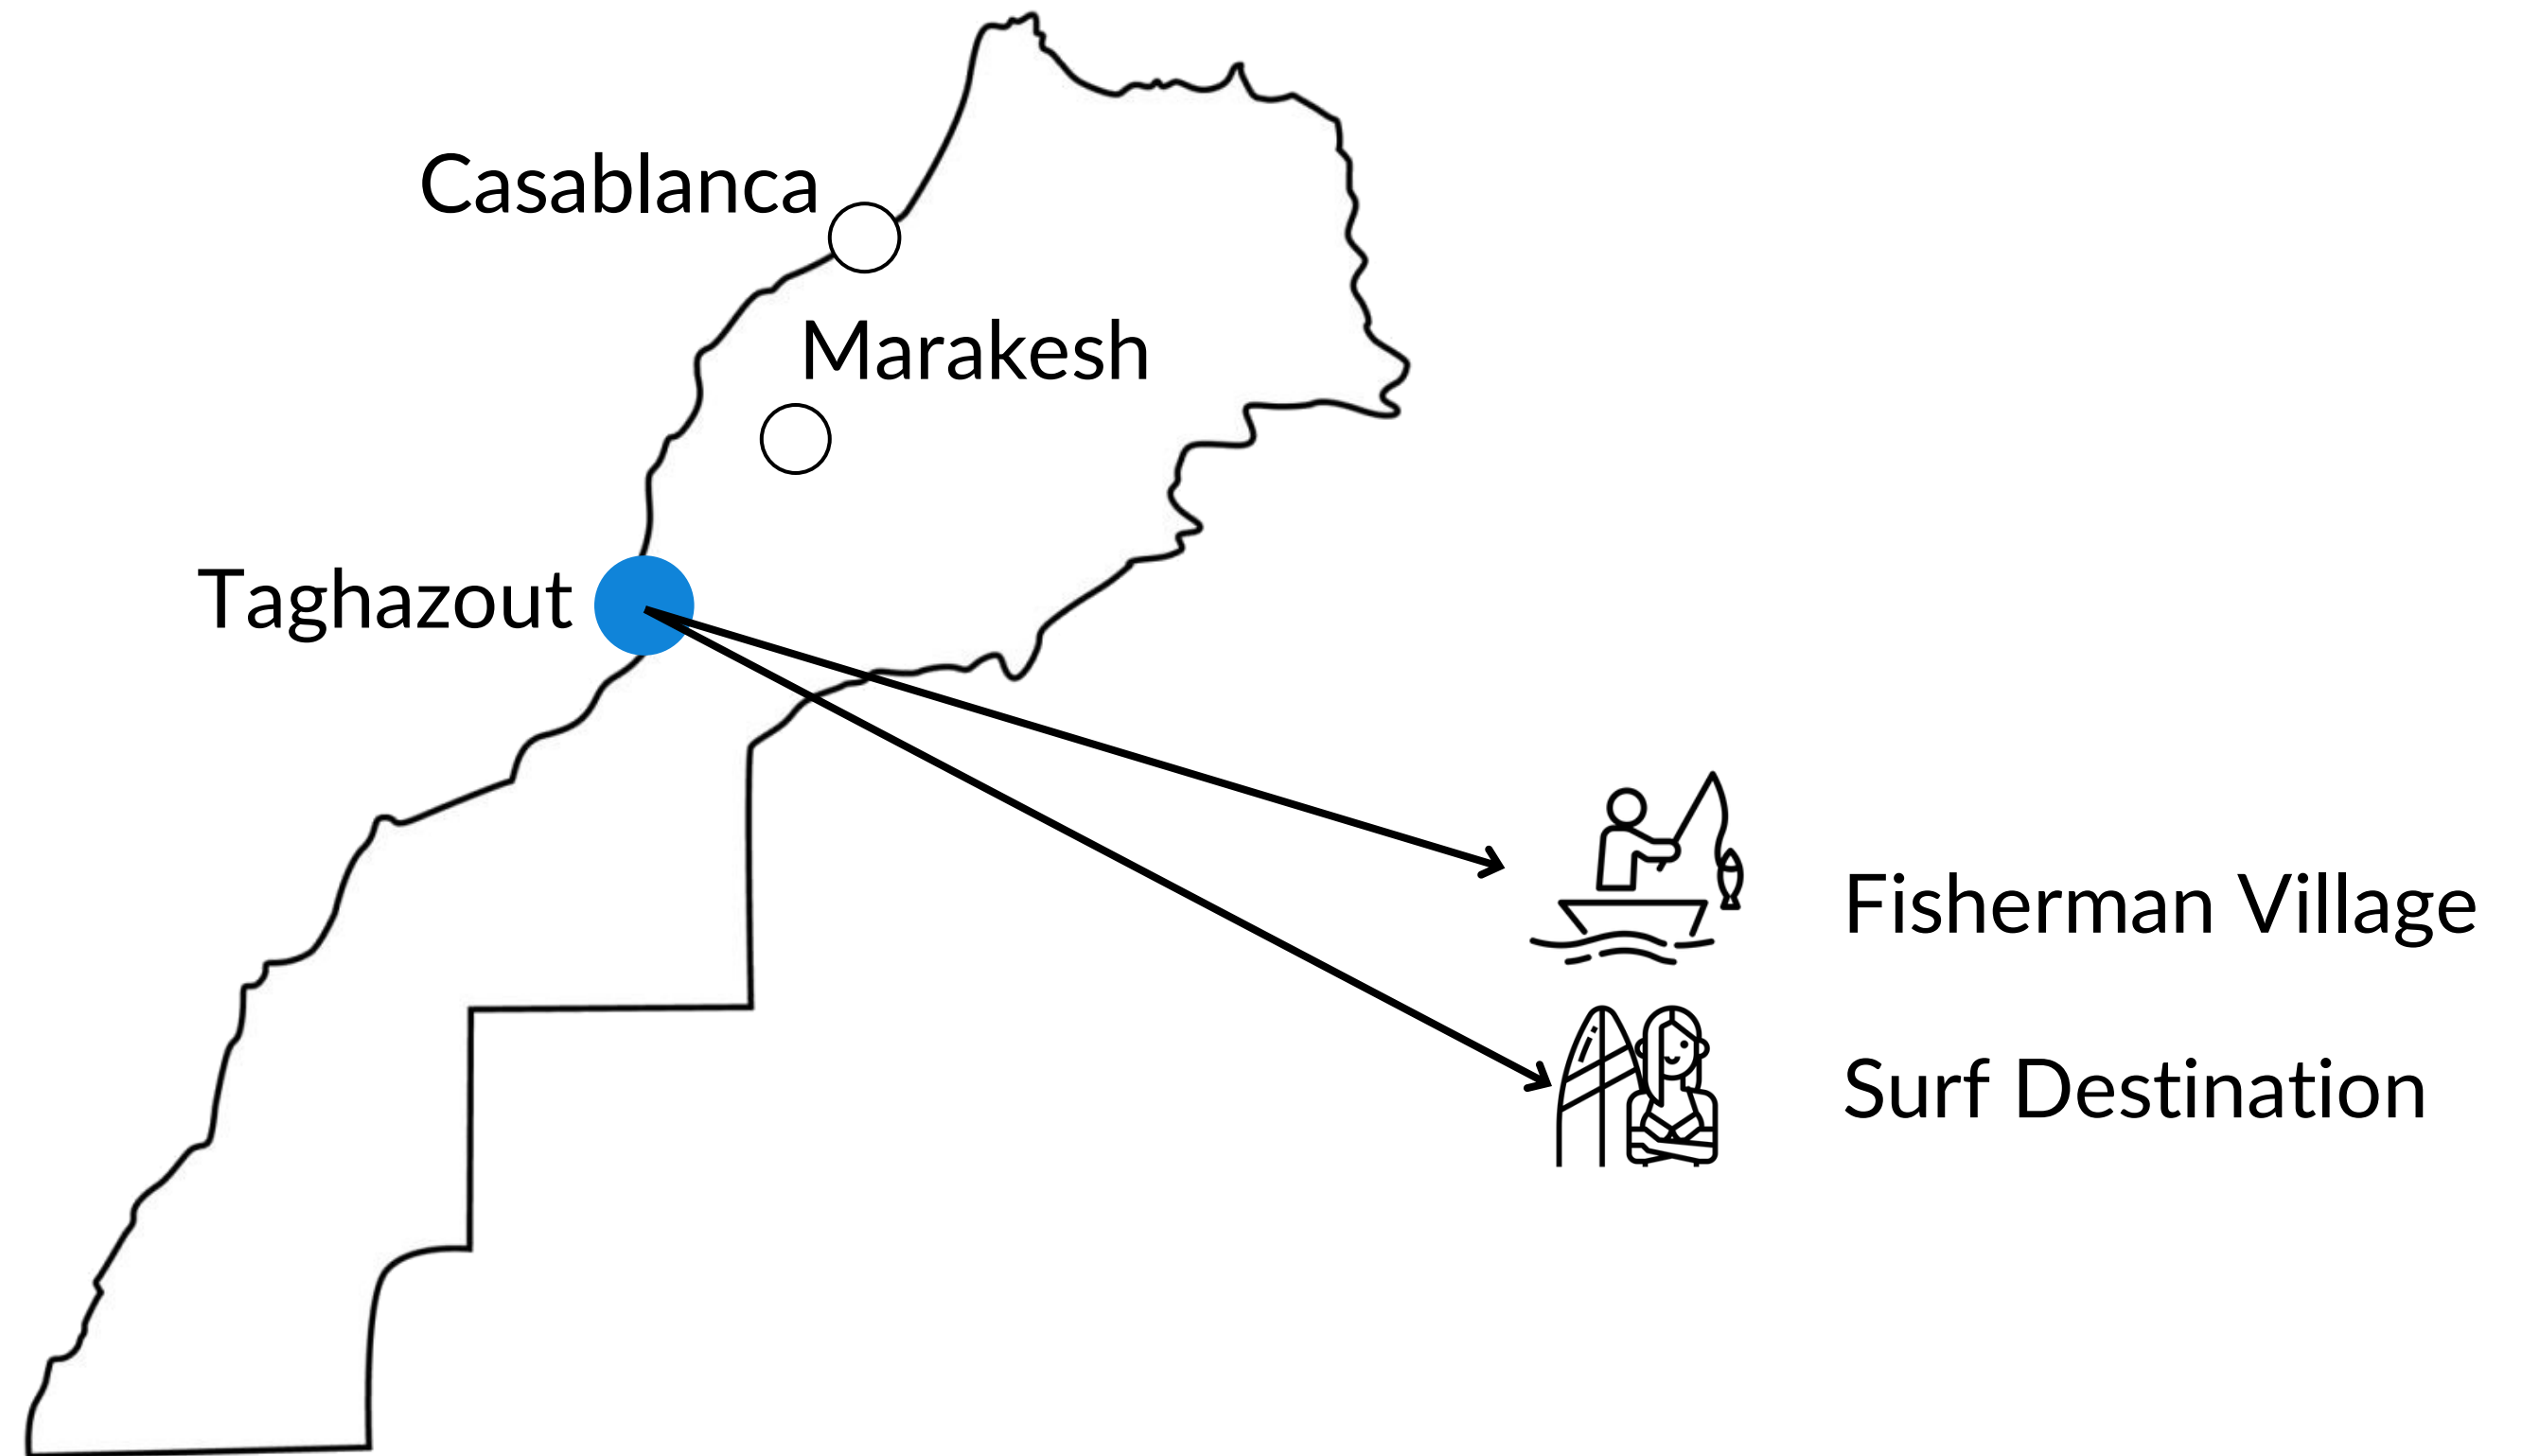 Casablanca
Marakesh
Taghazout
Fisherman Village
Surf Destination